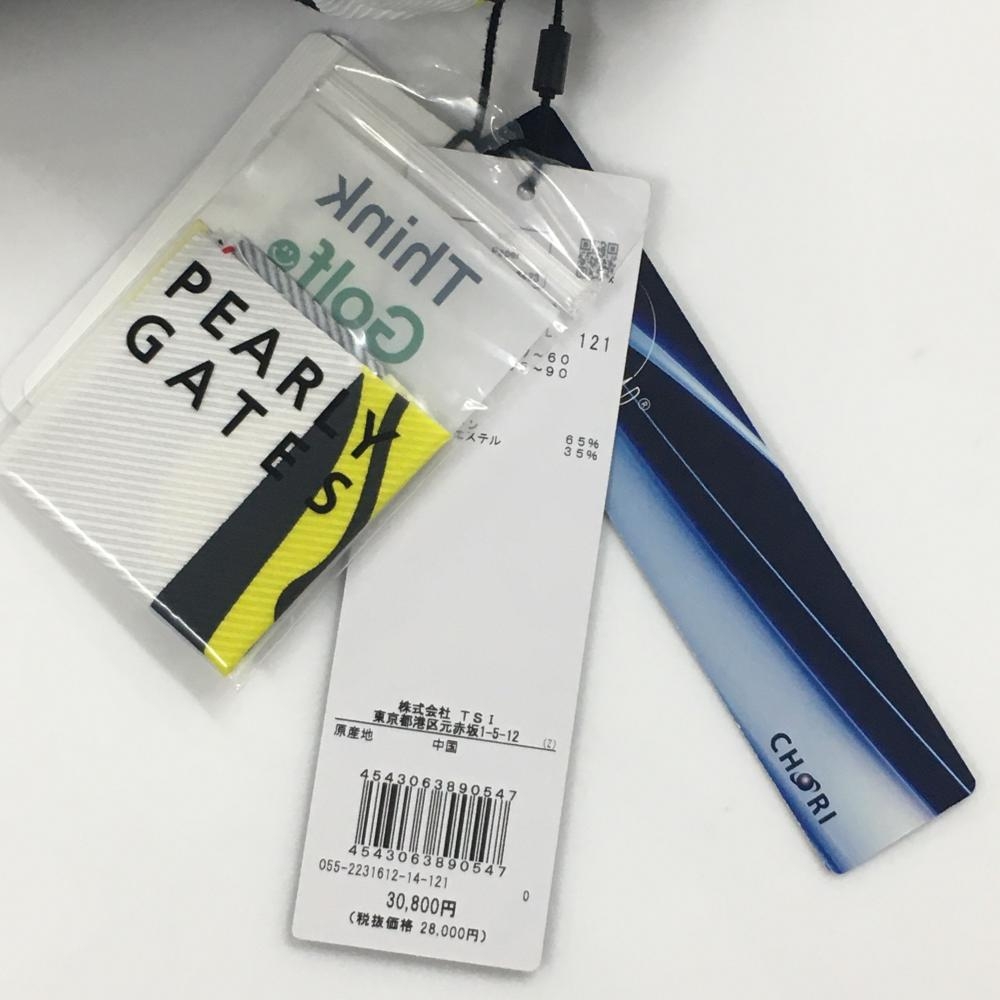 Think
Golf
PEARLY
GATES
121
~60
~90
エステル 65%
35%
株式会社 TSI
東京都港区元赤坂1-5-12 (Z)
原産地 中国
4543063890547
4543063890547
055-2231612-14-121
0
30,800円
(税抜価格 28,000円)
CHORI